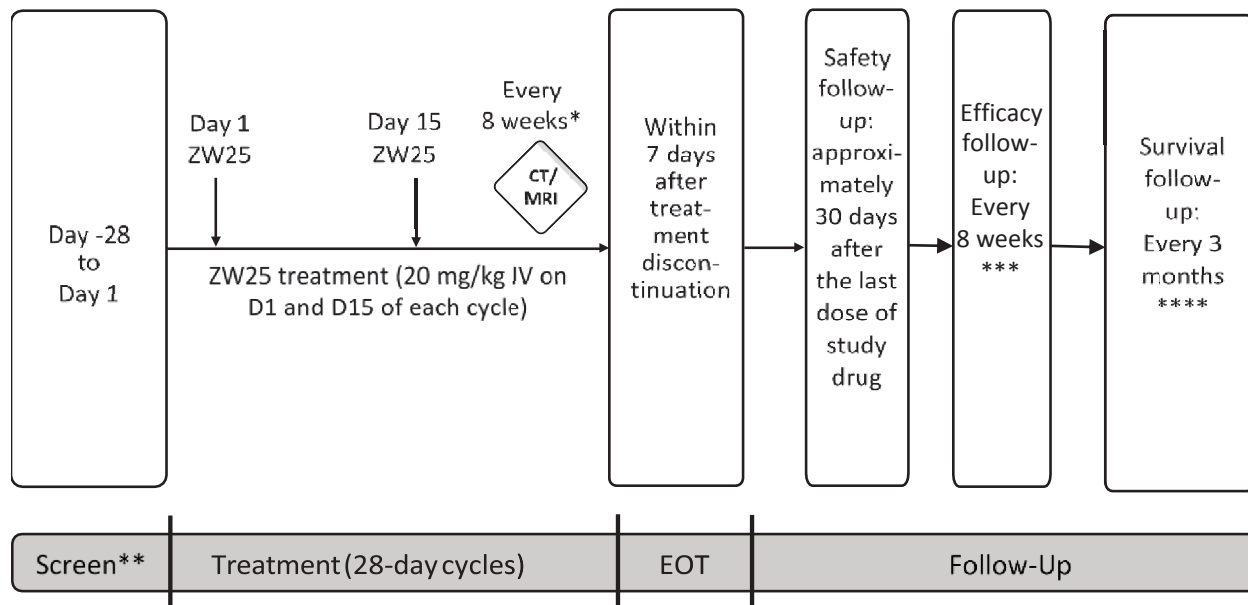 Day -28
to
Day 1
Day 1
ZW25
Day 15
ZW25
Every
8 weeks*
CT/
MRI
ZW25 treatment (20 mg/kg IV on
D1 and D15 of each cycle)
Within
7 days
after
treat-
ment
discon-
tinuation
Safety
follow-
up:
approxi-
mately
30 days
after
the last
dose of
study
drug
Efficacy
follow-
up:
Every
8 weeks
***
Survival
follow-
up:
Every 3
months
****
Screen**
Treatment (28-day cycles)
EOT
Follow-Up